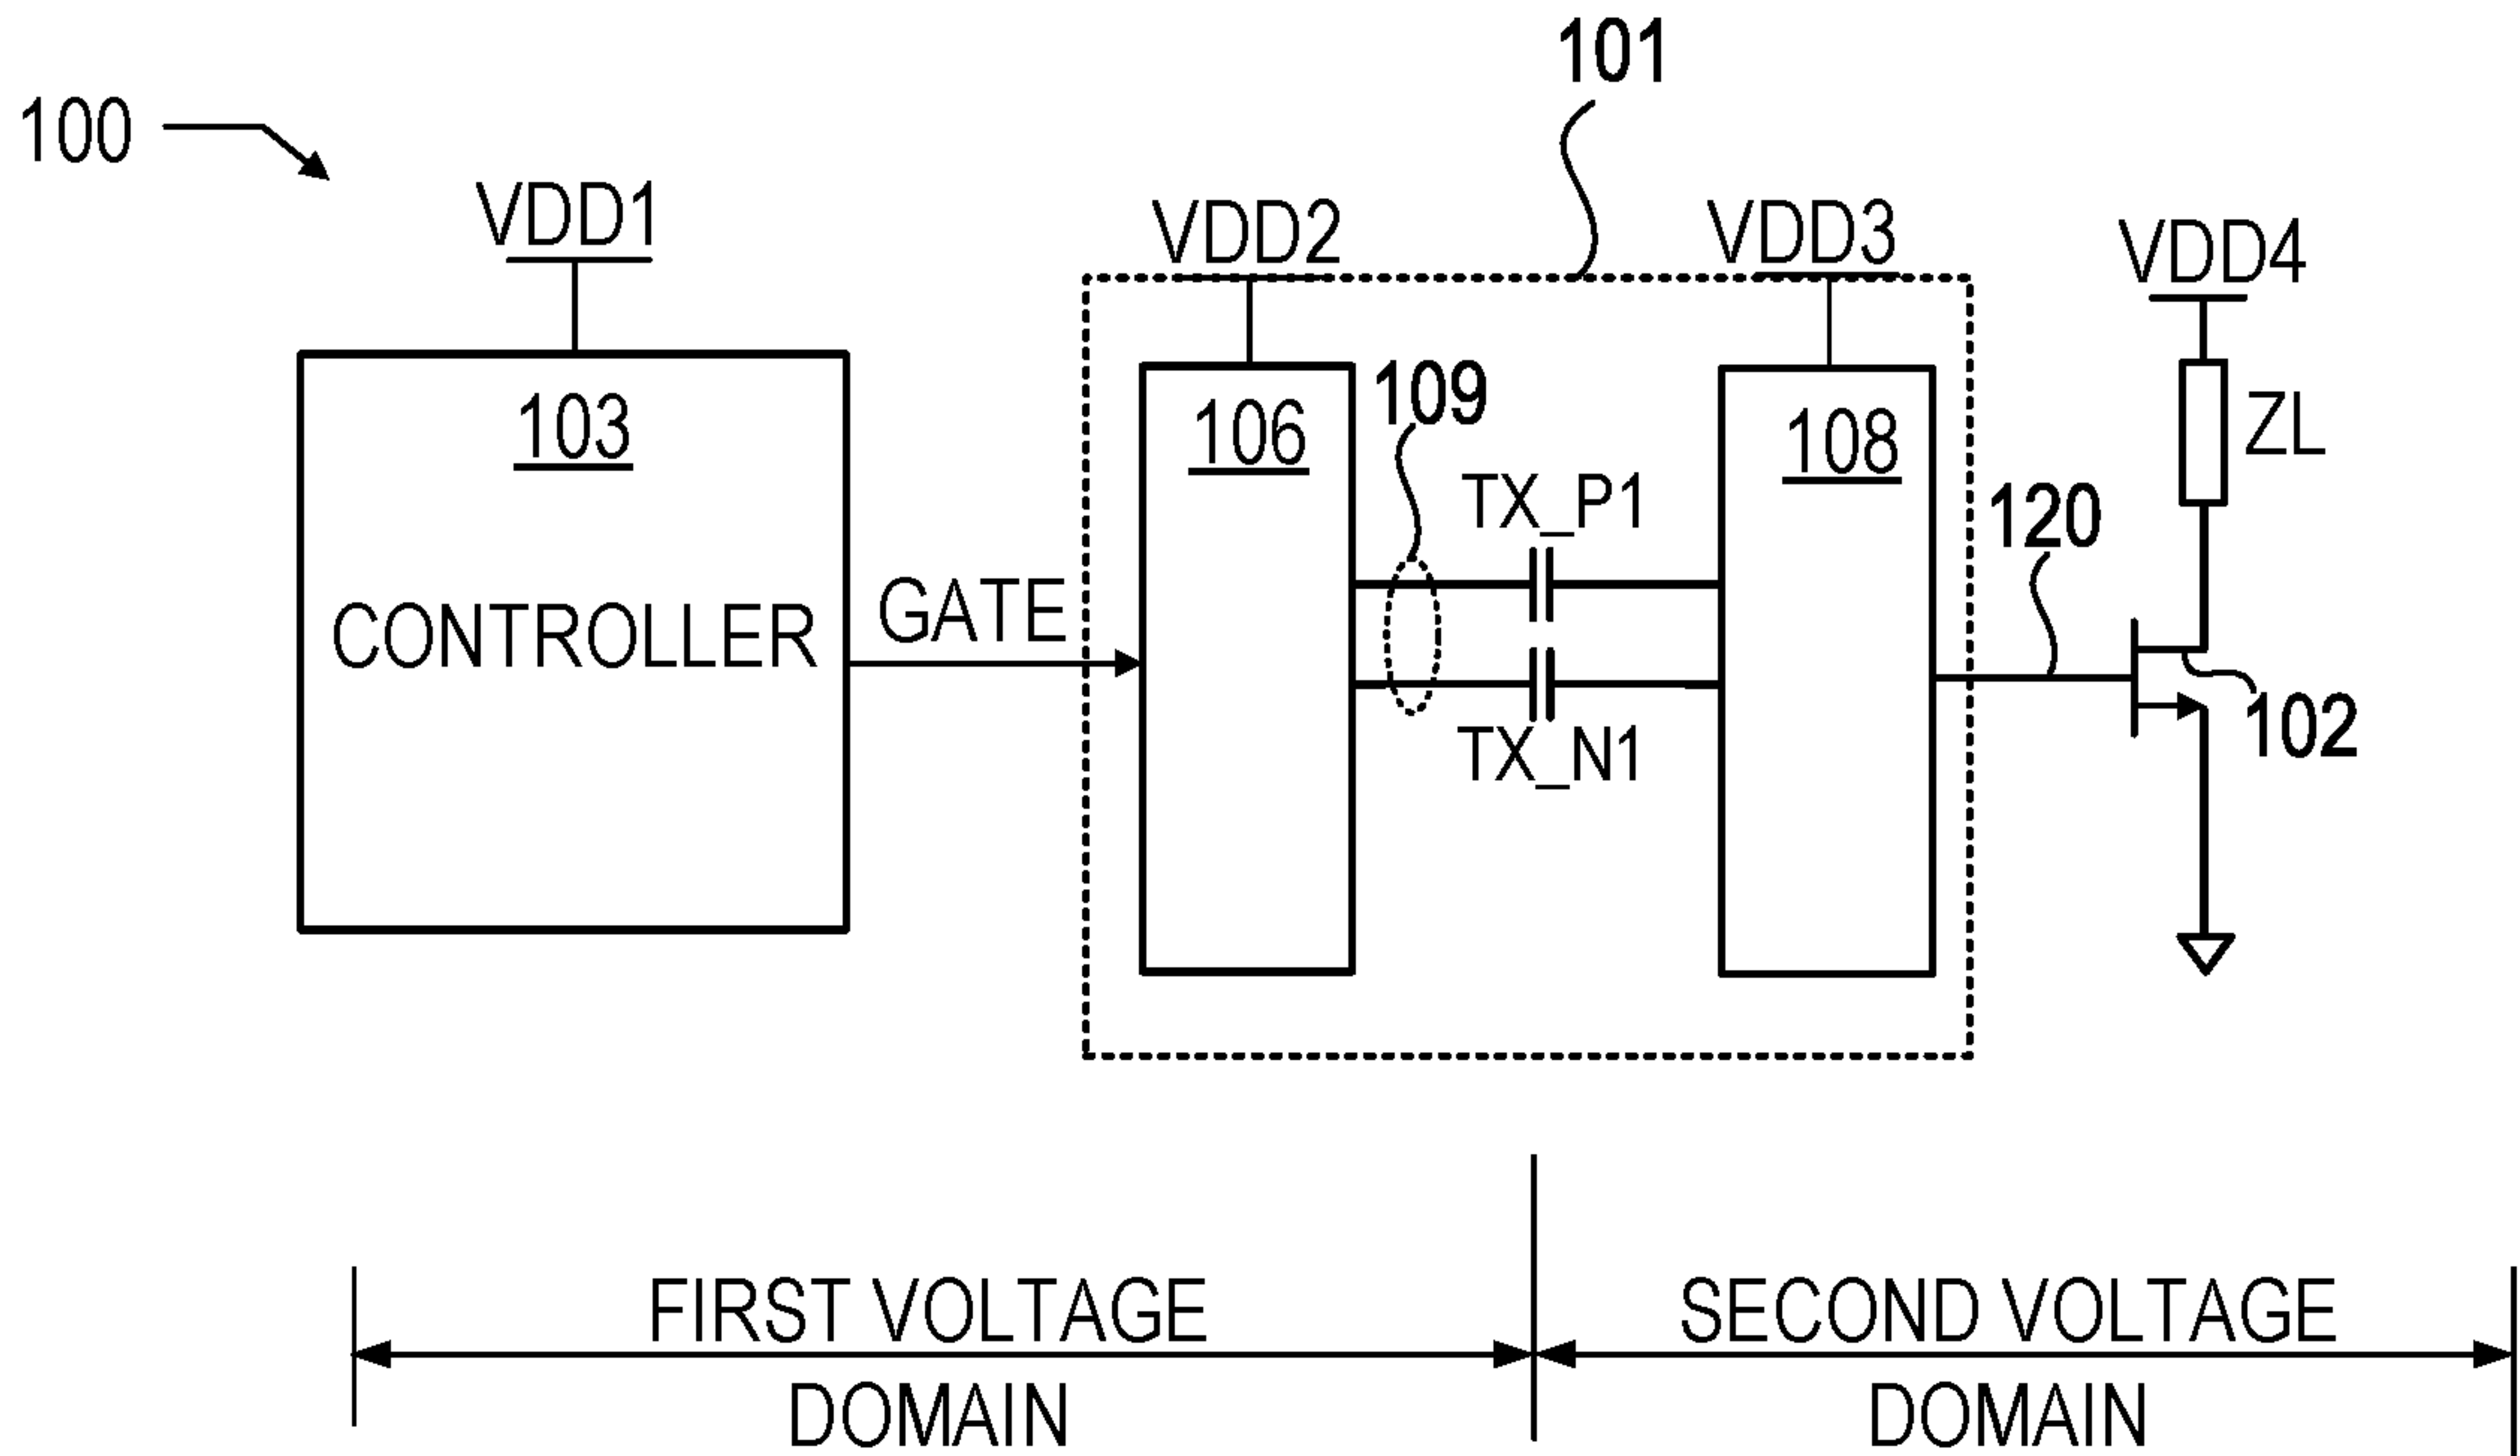 101
100
VDD1
VDD2
VDD3
VDD4
103
106
109
108
ZL
TX_P1
120
GATE
CONTROLLER
102
TX_N1
FIRST VOLTAGE
DOMAIN
SECOND VOLTAGE
DOMAIN